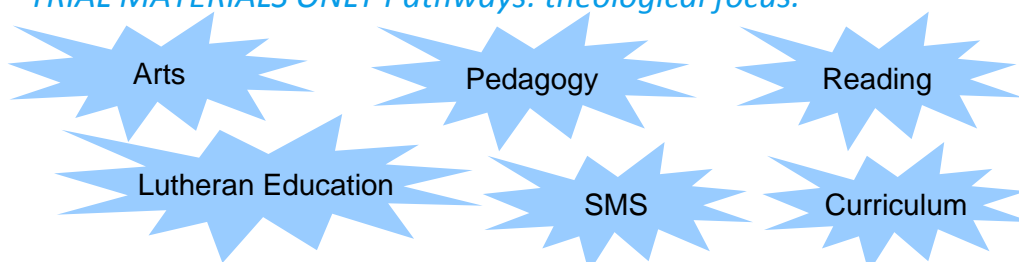 TRIAL MATERIALS ONLY Pathways: theological focus.
Arts
Pedagogy
Reading
Lutheran Education
SMS
Curriculum